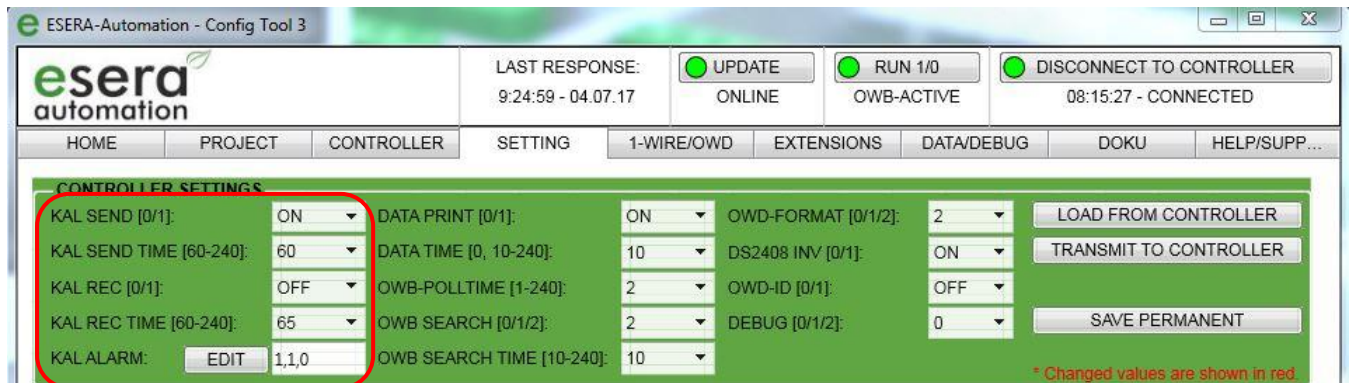 ESERA-Automation - Config Tool 3
esera
automation
LAST RESPONSE:
9:24:59 - 04.07.17
UPDATE
ONLINE
RUN 1/0
OWB-ACTIVE
DISCONNECT TO CONTROLLER
08:15:27 - CONNECTED
HOME PROJECT CONTROLLER SETTING 1-WIRE/OWD EXTENSIONS DATA/DEBUG DOKU HELP/SUPP...
CONTROLLER SETTINGS
KAL SEND [0/1]: ON DATA PRINT [0/1]: ON OWD-FORMAT [0/1/2]: 2 LOAD FROM CONTROLLER
KAL SEND TIME [60-240]: 60 DATA TIME [0, 10-240]: 10 DS2408 INV [0/1]: ON TRANSMIT TO CONTROLLER
KAL REC [0/1]: OFF OWB-POLLTIME [1-240]: 2 OWD-ID [0/1]: OFF
KAL REC TIME [60-240]: 65 OWB SEARCH [0/1/2]: 2 DEBUG [0/1/2]: 0 SAVE PERMANENT
KAL ALARM: EDIT 1,1,0 OWB SEARCH TIME [10-240]: 10
* Changed values are shown in red.